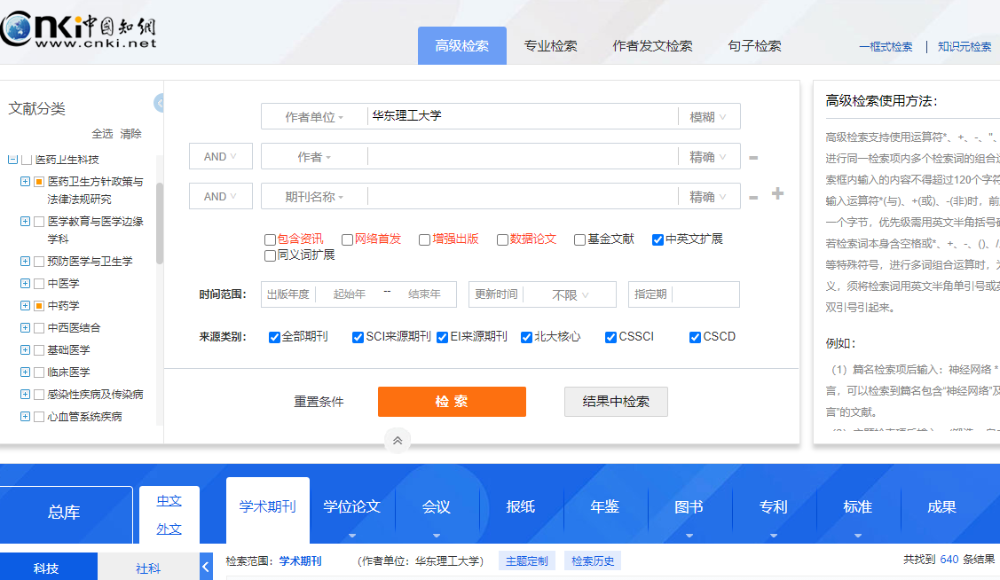 Cnki中国知網
www.cnki.net
高级检索 专业检索 作者发文检索 句子检索 一框式检索 | 知识元检索
文献分类
全选 清除
医药卫生科技
医药卫生方针政策与
法律法规研究
医学教育与医学边缘
学科
预防医学与卫生学
中医学
中药学
中西医结合
基础医学
临床医学
感染性疾病及传染病
心血管系统疾病
作者单位 华东理工大学 模糊
AND 作者 精确
AND 期刊名称 精确
包含资讯 网络首发 增强出版 数据论文 基金文献 中英文扩展
同义词扩展
时间范围: 出版年度 起始年 -- 结束年 更新时间 不限 指定期
来源类别: 全部期刊 SCI来源期刊 EI来源期刊 北大核心 CSSCI CSCD
重置条件 检索 结果中检索
高级检索使用方法:
高级检索支持使用运算符*、+、-、''、
进行同一检索项内多个检索词的组合运
索框内输入的内容不得超过120个字符
输入运算符*(与)、+(或)、-(非)时，前
一个字节，优先级需用英文半角括号确
若检索词本身含空格或*、+、-、()、/
等特殊符号，进行多词组合运算时，为
义，须将检索词用英文半角单引号或英
双引号引起来。
例如:
（1）篇名检索项后输入：神经网络 *
言，可以检索到篇名包含“神经网络”及
言”的文献。
总库 中文 学术期刊 学位论文 会议 报纸 年鉴 图书 专利 标准 成果
外文
科技 社科 检索范围: 学术期刊 (作者单位: 华东理工大学) 主题定制 检索历史 共找到 640 条结果